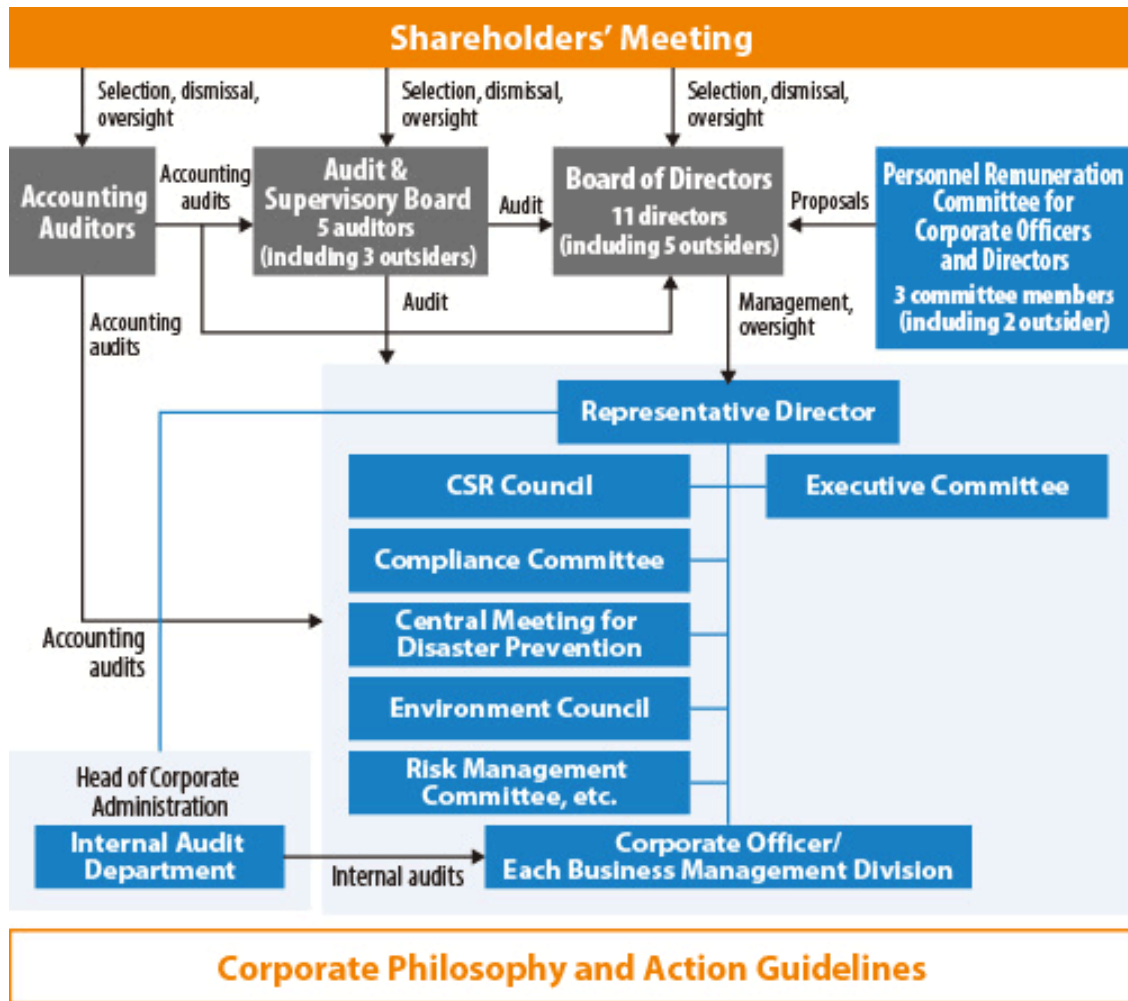 Shareholders' Meeting
Selection, dismissal,
oversight
Selection, dismissal,
oversight
Selection, dismissal,
oversight
Accounting
Auditors
Accounting
audits
Audit &
Supervisory Board
5 auditors
(including 3 outsiders)
Audit
Board of Directors
11 directors
(including 5 outsiders)
Proposals
Personnel Remuneration
Committee for
Corporate Officers
and Directors
3 committee members
(including 2 outsider)
Accounting
audits
Audit
Management,
oversight
Representative Director
CSR Council
Executive Committee
Compliance Committee
Central Meeting for
Disaster Prevention
Accounting
audits
Environment Council
Risk Management
Committee, etc.
Head of Corporate
Administration
Internal Audit
Department
Internal audits
Corporate Officer/
Each Business Management Division
Corporate Philosophy and Action Guidelines